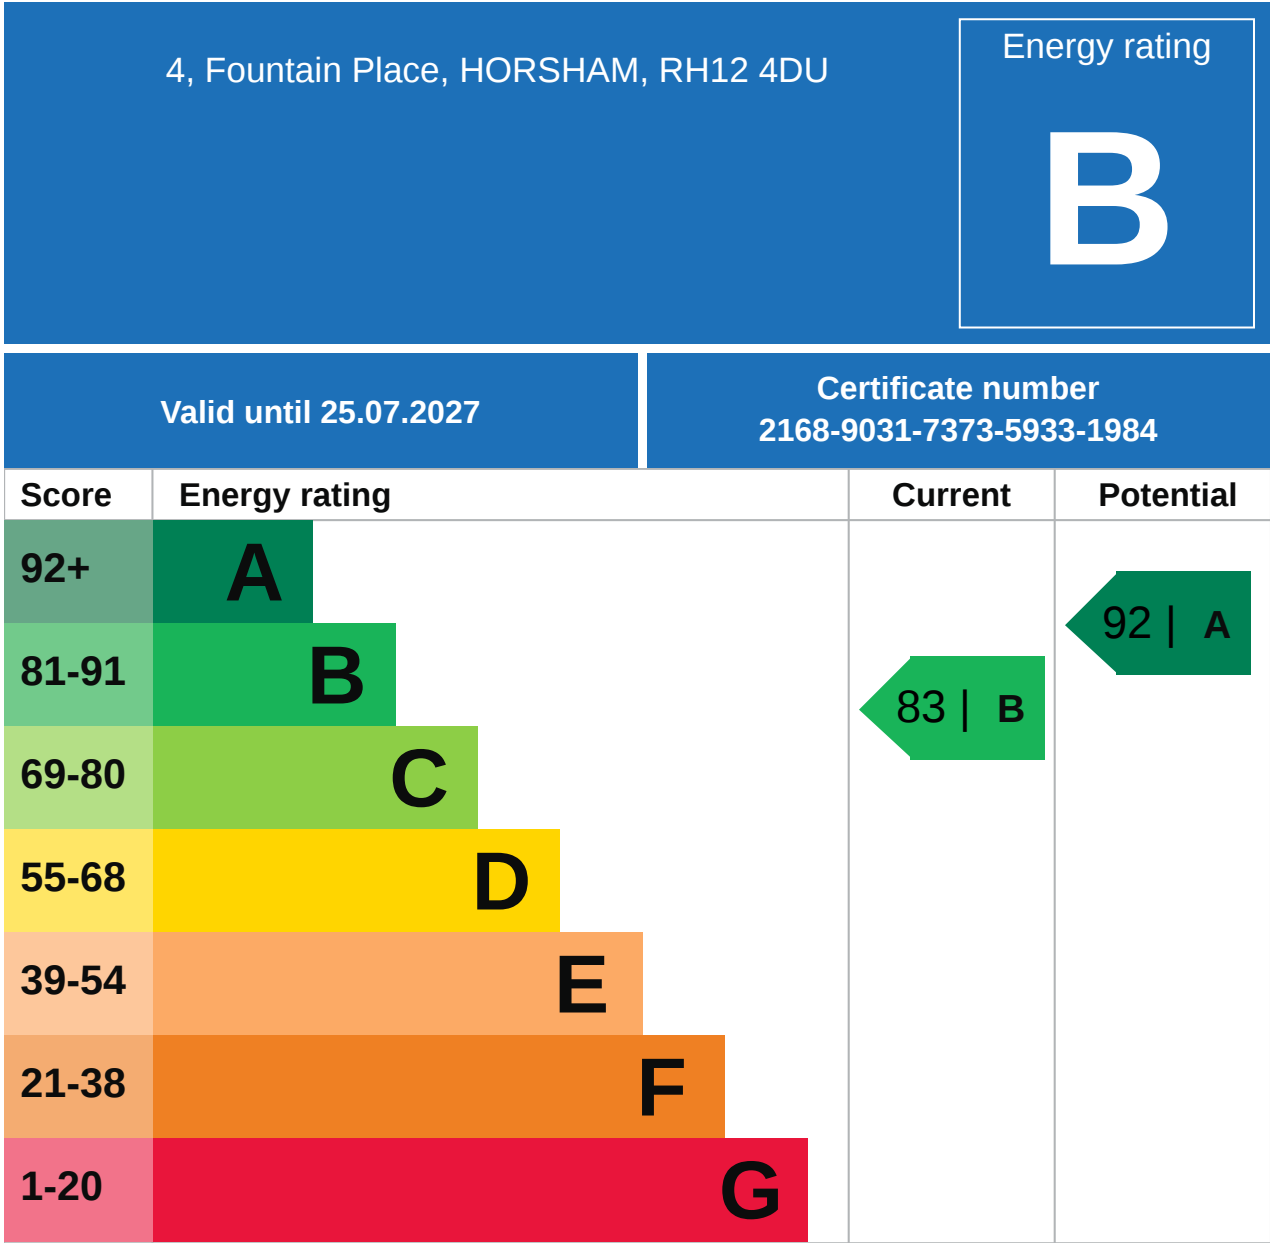 4, Fountain Place, HORSHAM, RH12 4DU
Energy rating
B
Valid until 25.07.2027
Certificate number
2168-9031-7373-5933-1984
Score Energy rating Current Potential
92+ A
92 | A
81-91 B
83 | B
69-80 C
55-68 D
39-54 E
21-38 F
1-20 G